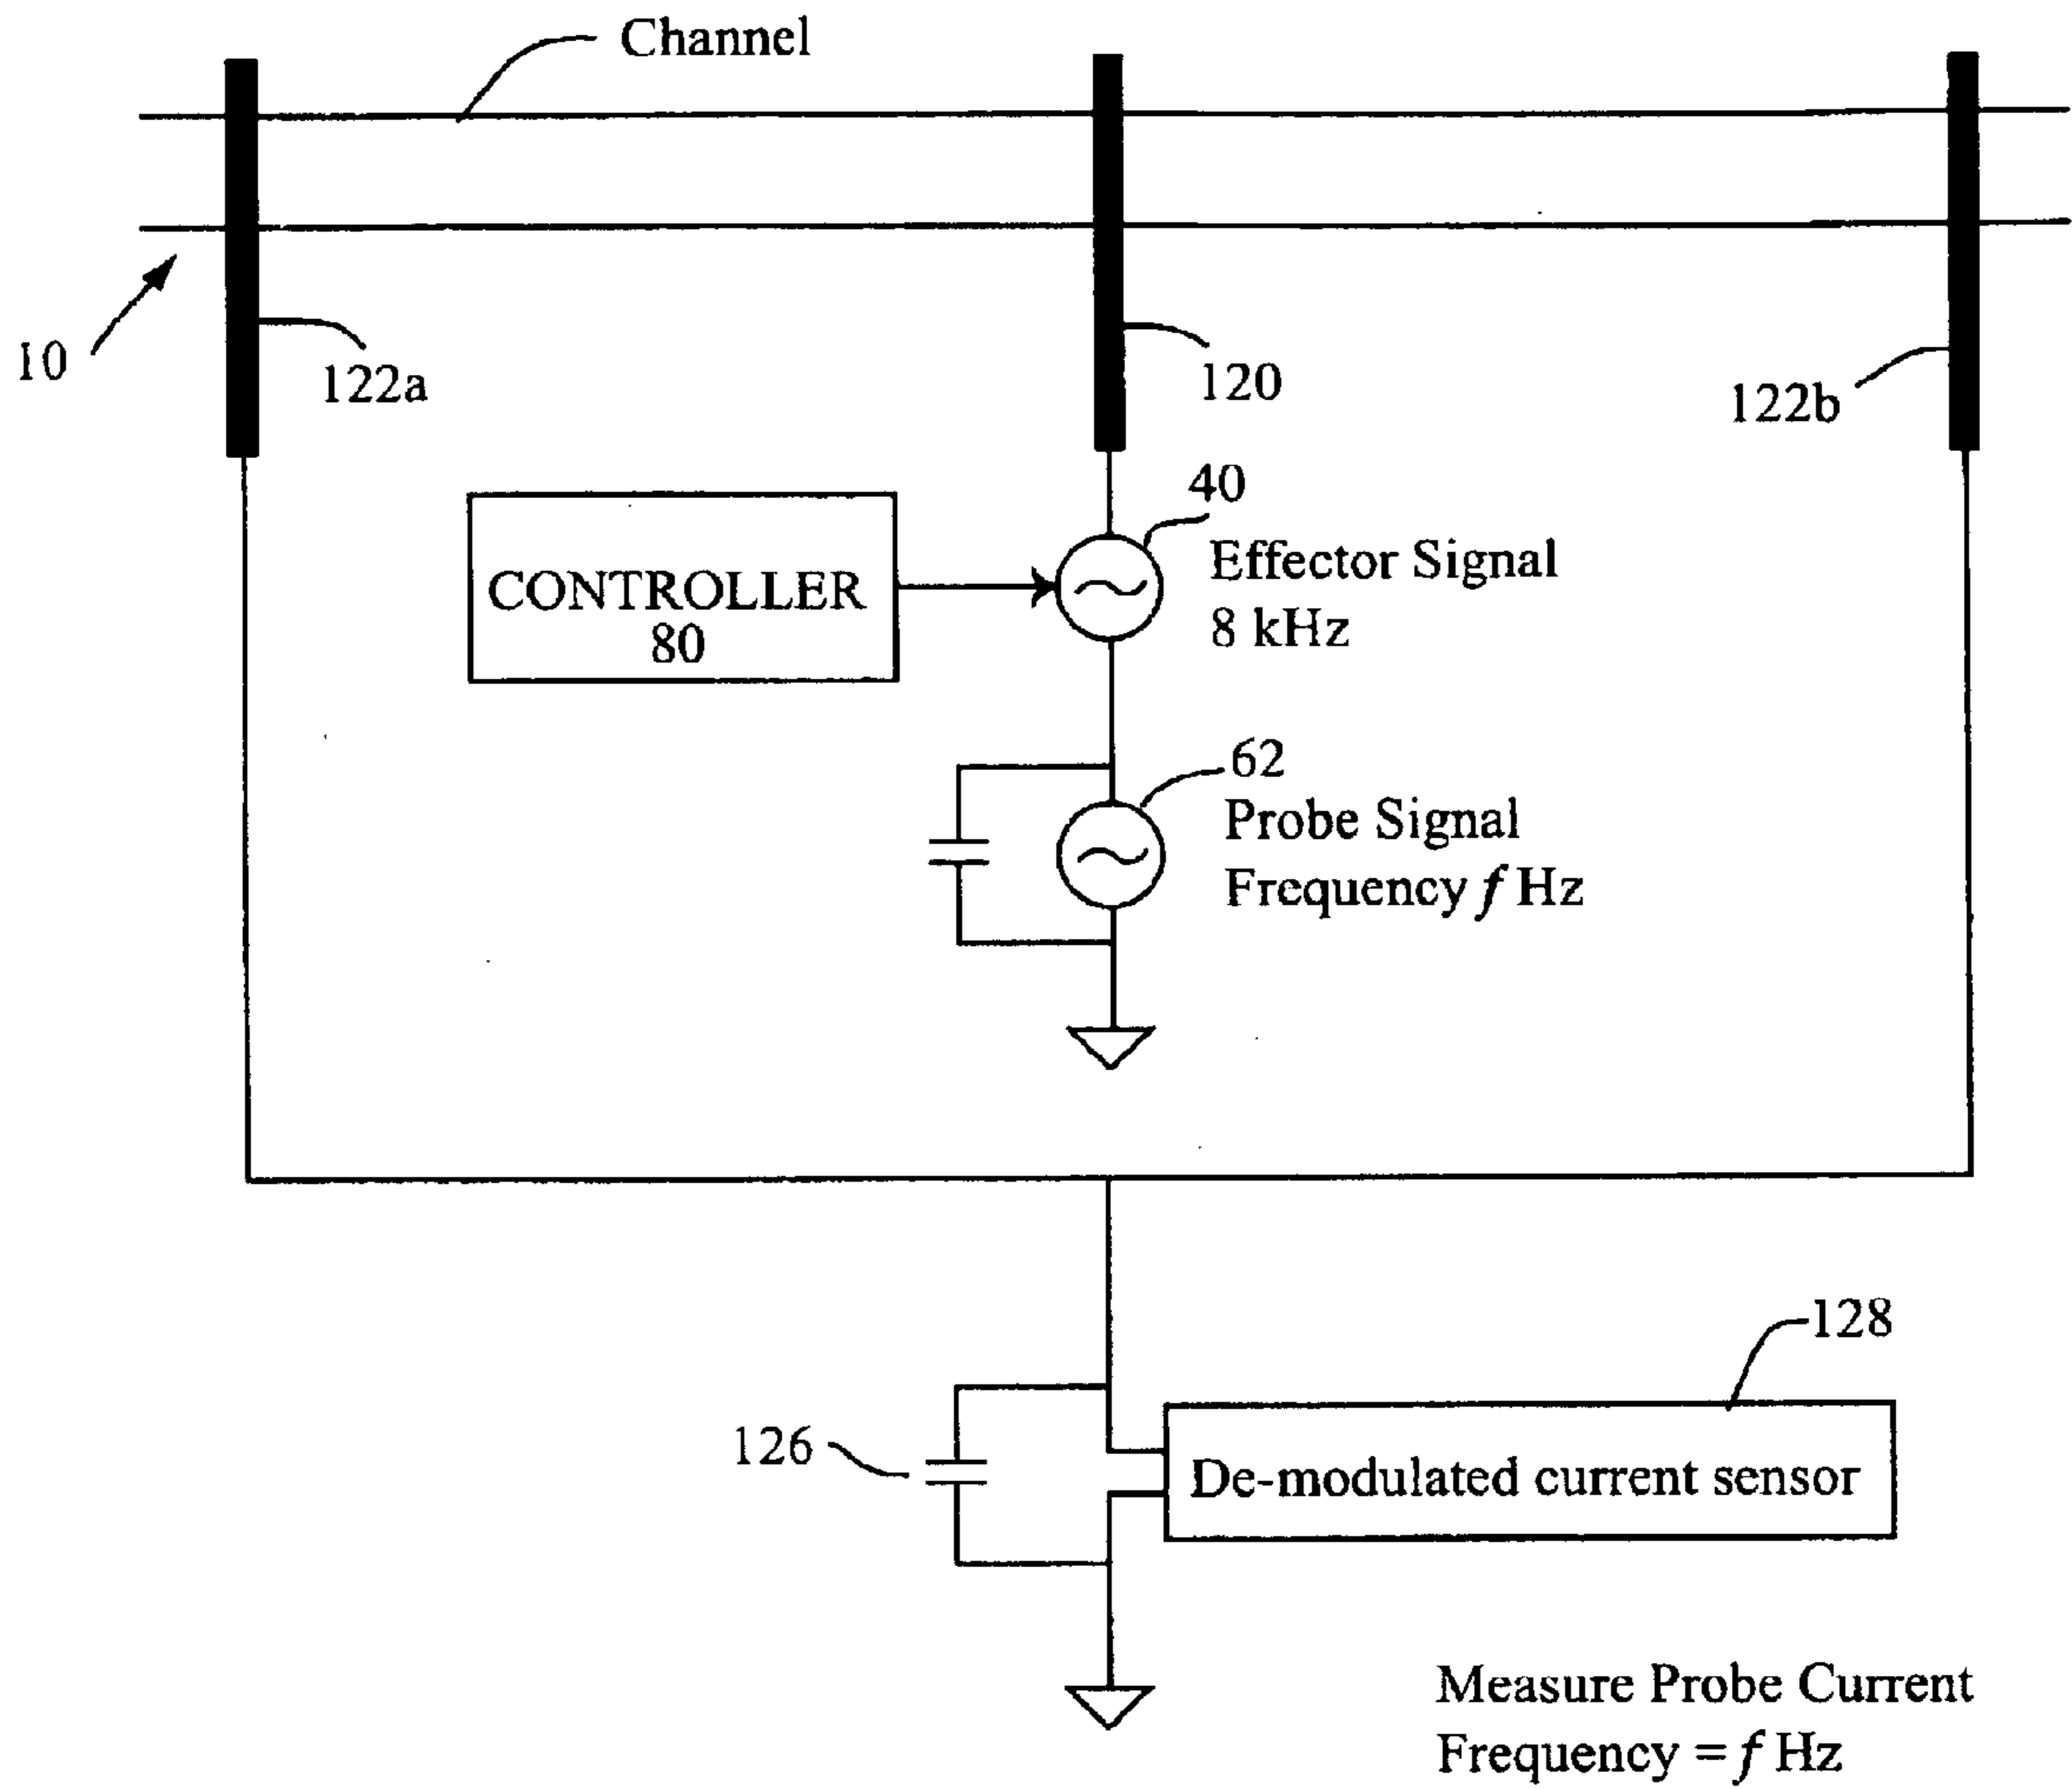 Channel
10
122a
120
122b
40
Effector Signal
8 kHz
CONTROLLER
80
62
Probe Signal
Frequency f Hz
128
126
De-modulated current sensor
Measure Probe Current
Frequency = f Hz